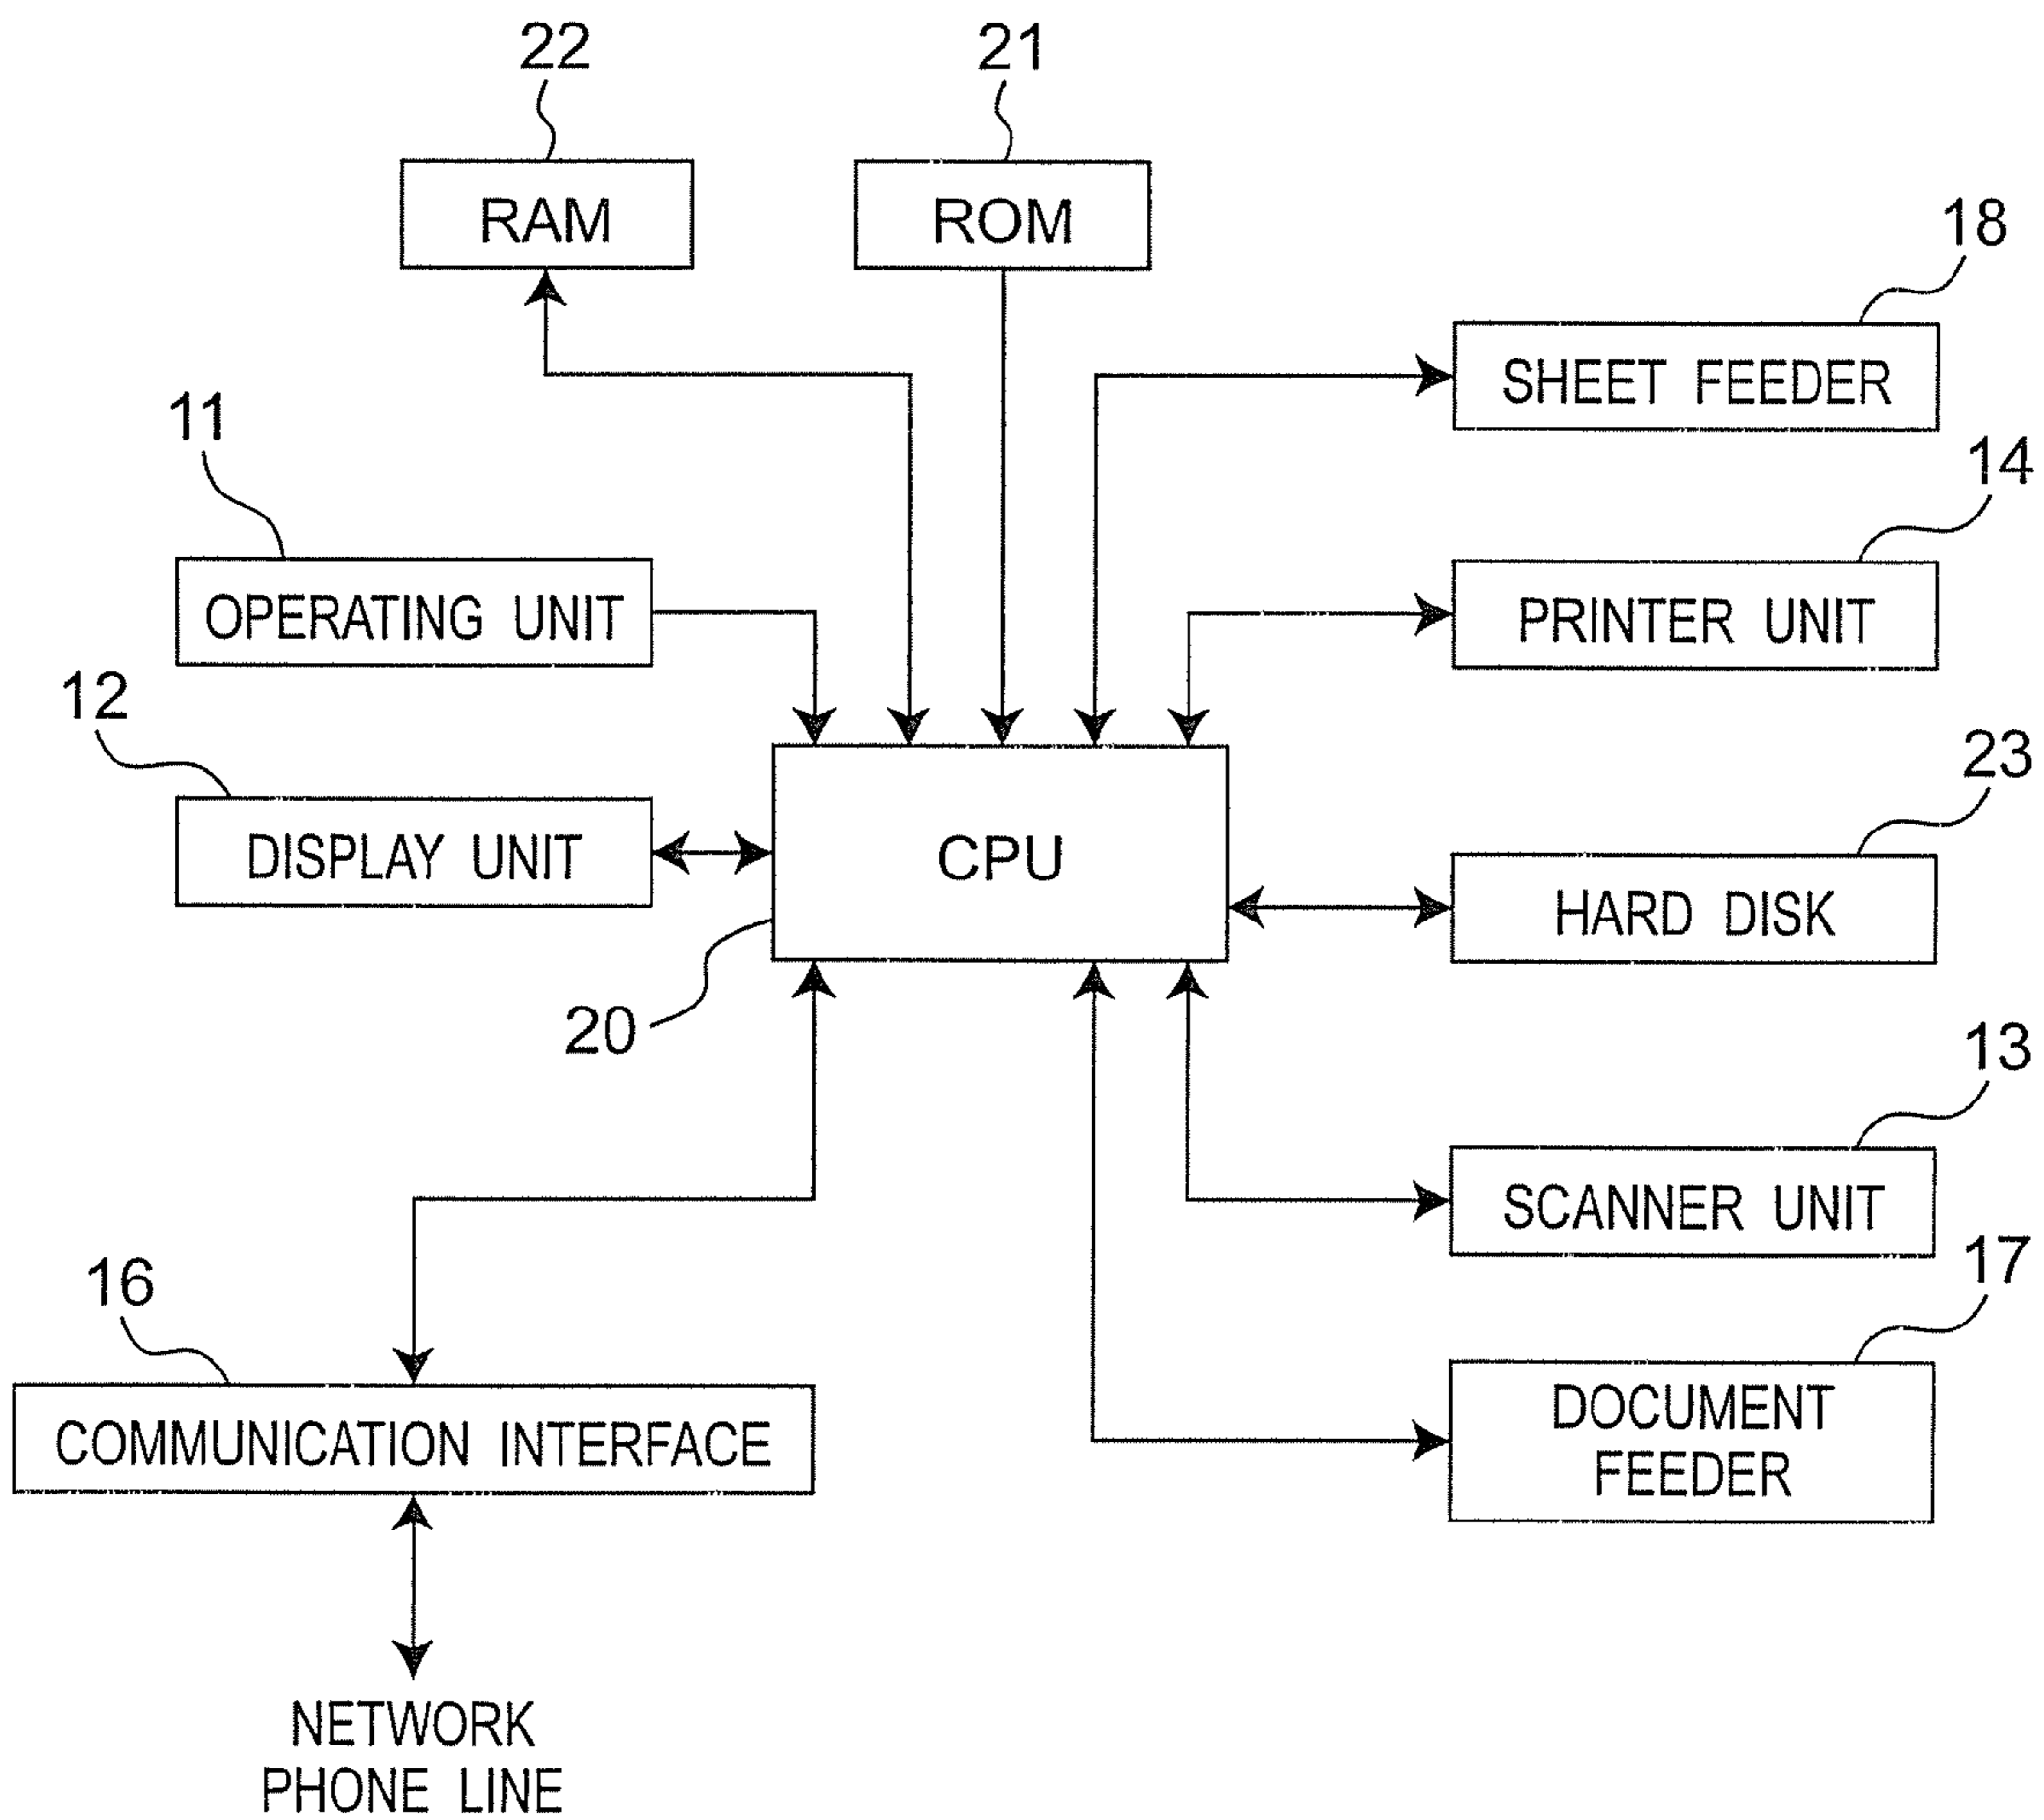 22
21
RAM
ROM
18
SHEET FEEDER
11
14
OPERATING UNIT
PRINTER UNIT
12
23
DISPLAY UNIT
CPU
HARD DISK
20
13
SCANNER UNIT
16
17
COMMUNICATION INTERFACE
DOCUMENT
FEEDER
NETWORK
PHONE LINE